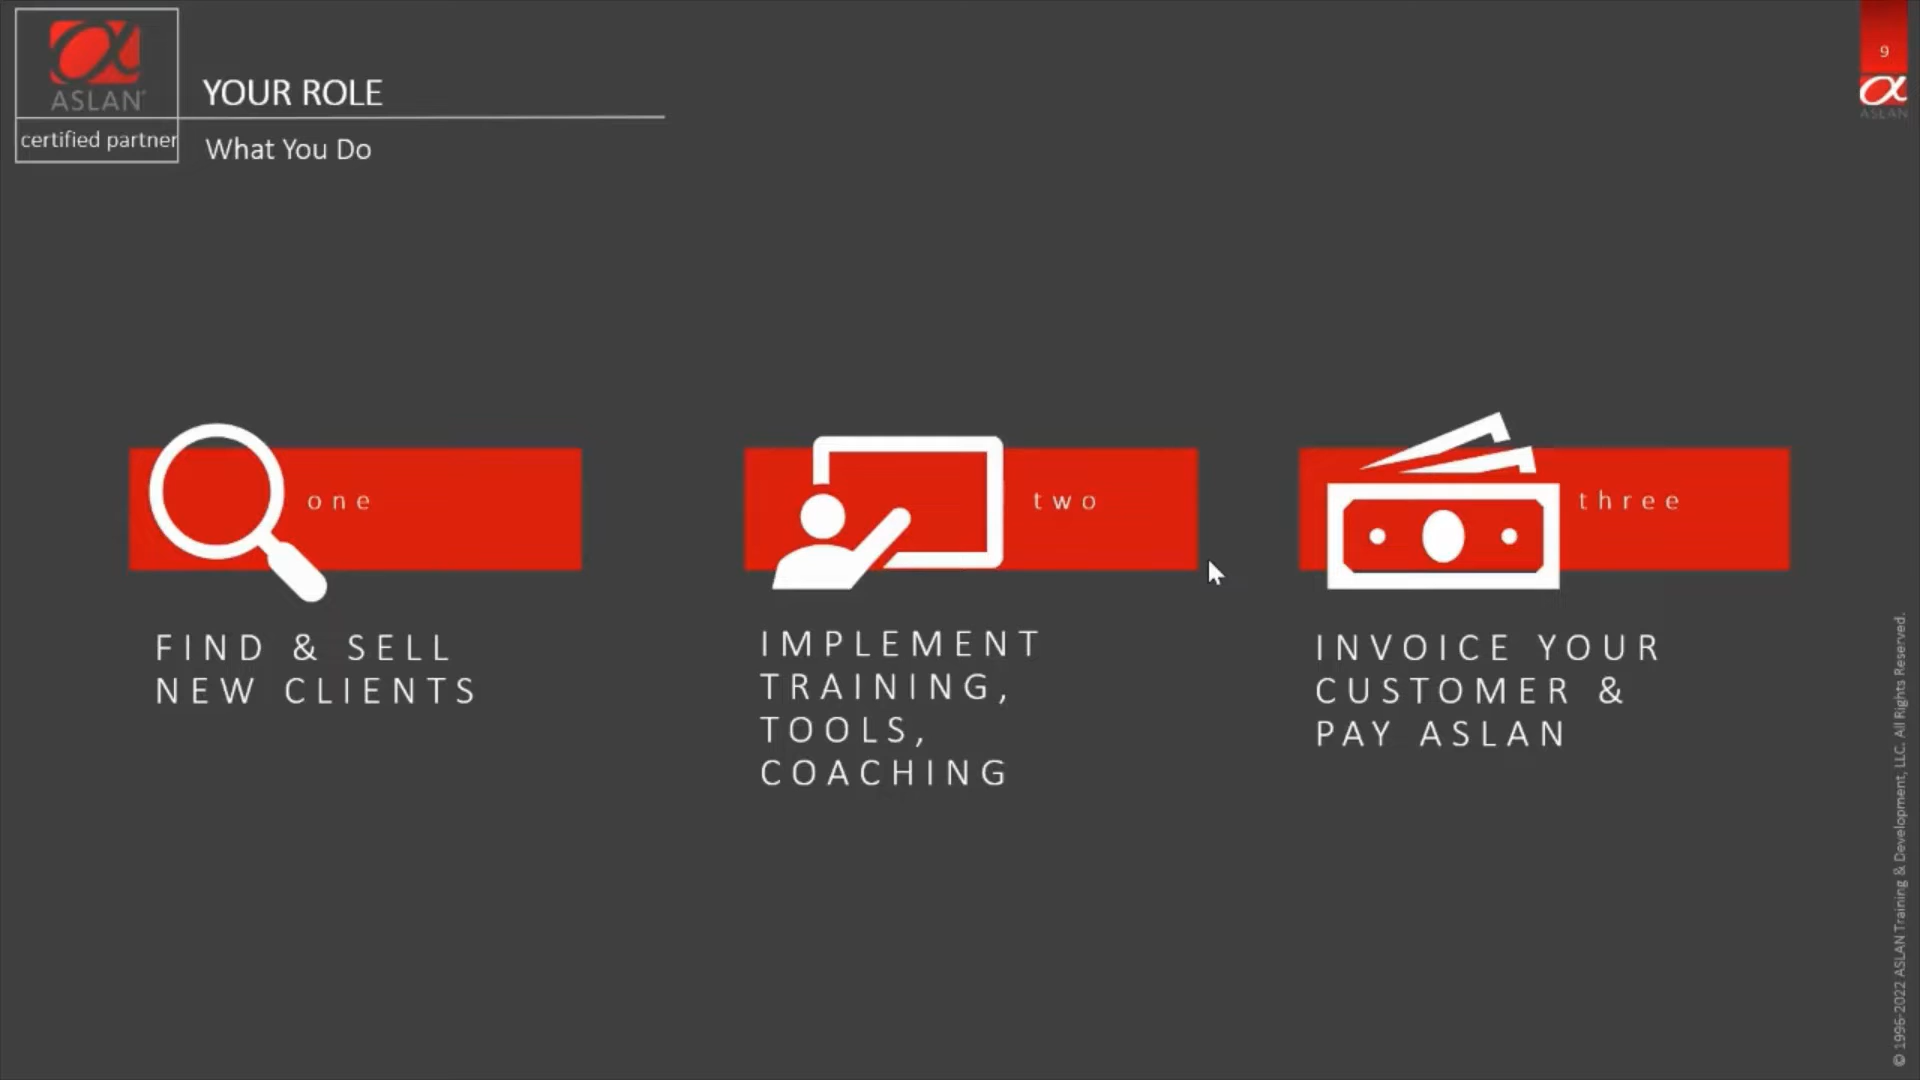 ASLAN
certified partner
YOUR ROLE
What You Do
9
ASLAN
one
FIND & SELL
NEW CLIENTS
two
IMPLEMENT
TRAINING,
TOOLS,
COACHING
three
INVOICE YOUR
CUSTOMER &
PAY ASLAN
© 1996-2022 ASLAN Training & Development, LLC. All Rights Reserved.